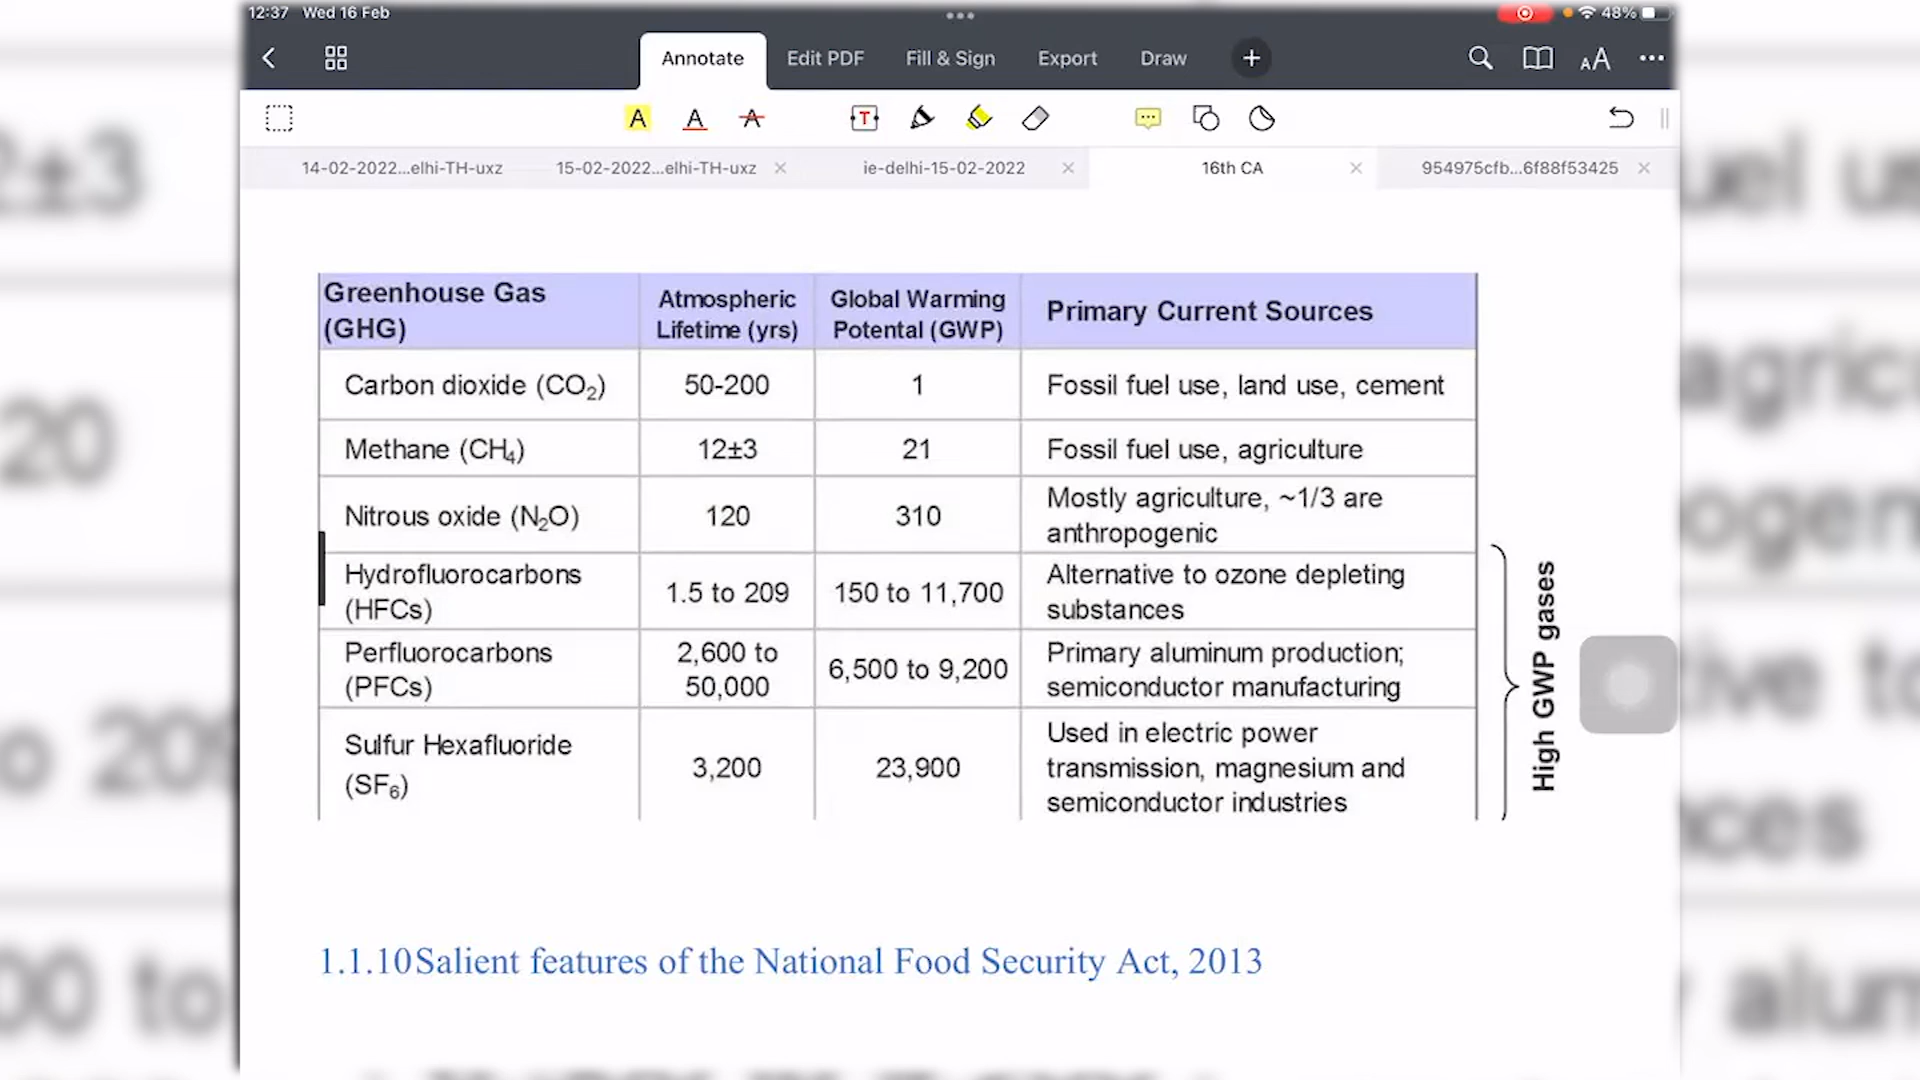 12:37 Wed 16 Feb
48%
Annotate Edit PDF Fill & Sign Export Draw
AA
A A A T
14-02-2022...elhi-TH-uxz 15-02-2022...elhi-TH-uxz ie-delhi-15-02-2022 16th CA 954975cfb...6f88f53425
Greenhouse Gas (GHG) Atmospheric Lifetime (yrs) Global Warming Potental (GWP) Primary Current Sources
Carbon dioxide (CO₂) 50-200 1 Fossil fuel use, land use, cement
Methane (CH₄) 12±3 21 Fossil fuel use, agriculture
Nitrous oxide (N₂O) 120 310 Mostly agriculture, ~1/3 are anthropogenic
Hydrofluorocarbons (HFCs) 1.5 to 209 150 to 11,700 Alternative to ozone depleting substances
Perfluorocarbons (PFCs) 2,600 to 50,000 6,500 to 9,200 Primary aluminum production; semiconductor manufacturing
Sulfur Hexafluoride (SF₆) 3,200 23,900 Used in electric power transmission, magnesium and semiconductor industries
High GWP gases
1.1.10Salient features of the National Food Security Act, 2013